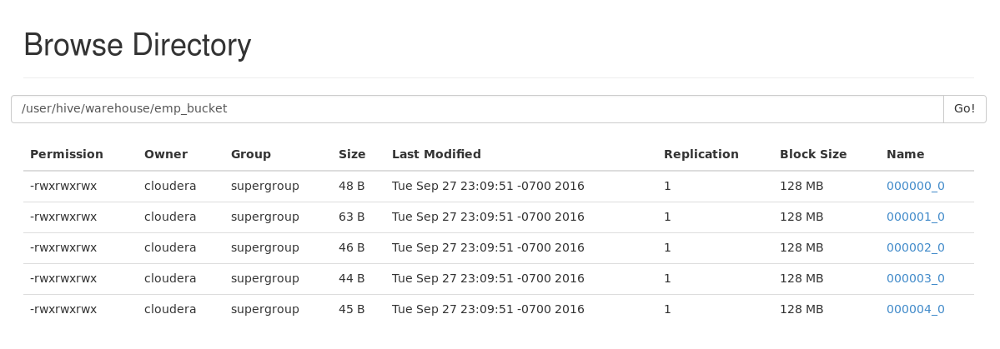 Browse Directory
/user/hive/warehouse/emp_bucket Go!
Permission Owner Group Size Last Modified Replication Block Size Name
-rwxrwxrwx cloudera supergroup 48 B Tue Sep 27 23:09:51 -0700 2016 1 128 MB 000000_0
-rwxrwxrwx cloudera supergroup 63 B Tue Sep 27 23:09:51 -0700 2016 1 128 MB 000001_0
-rwxrwxrwx cloudera supergroup 46 B Tue Sep 27 23:09:51 -0700 2016 1 128 MB 000002_0
-rwxrwxrwx cloudera supergroup 44 B Tue Sep 27 23:09:51 -0700 2016 1 128 MB 000003_0
-rwxrwxrwx cloudera supergroup 45 B Tue Sep 27 23:09:51 -0700 2016 1 128 MB 000004_0